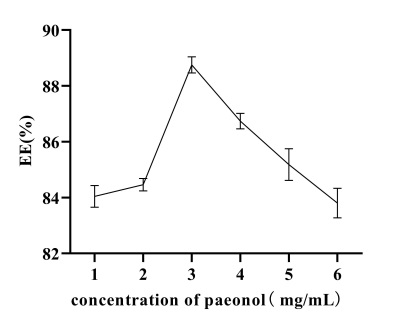 90
88
86
84
82
EE(%)
1 2 3 4 5 6
concentration of paeonol( mg/mL)